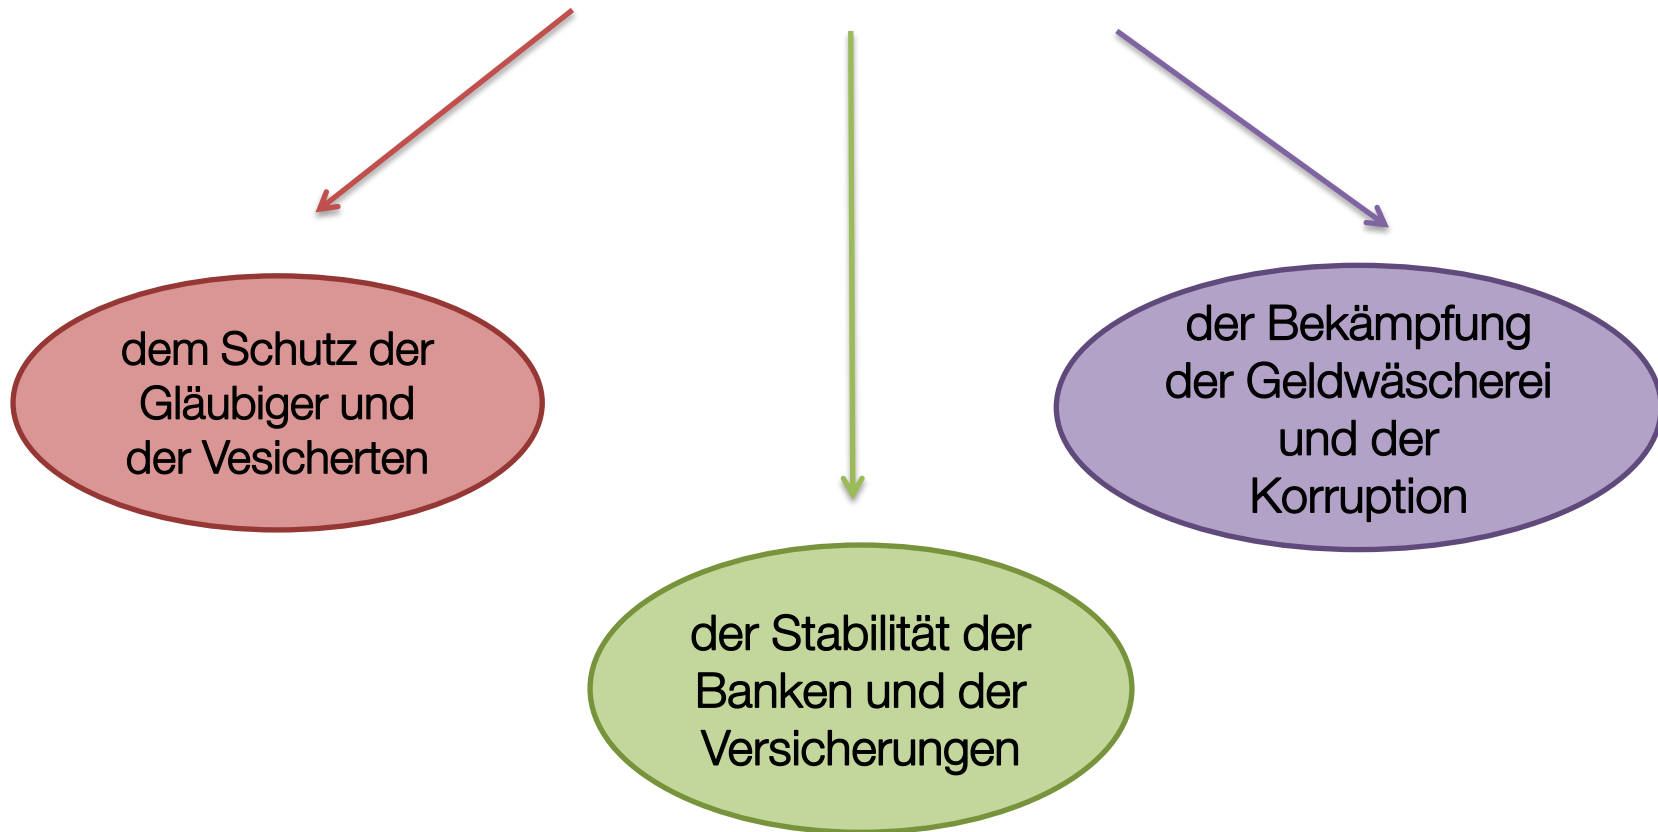 dem Schutz der
Gläubiger und
der Vesicherten
der Stabilität der
Banken und der
Versicherungen
der Bekämpfung
der Geldwäscherei
und der
Korruption